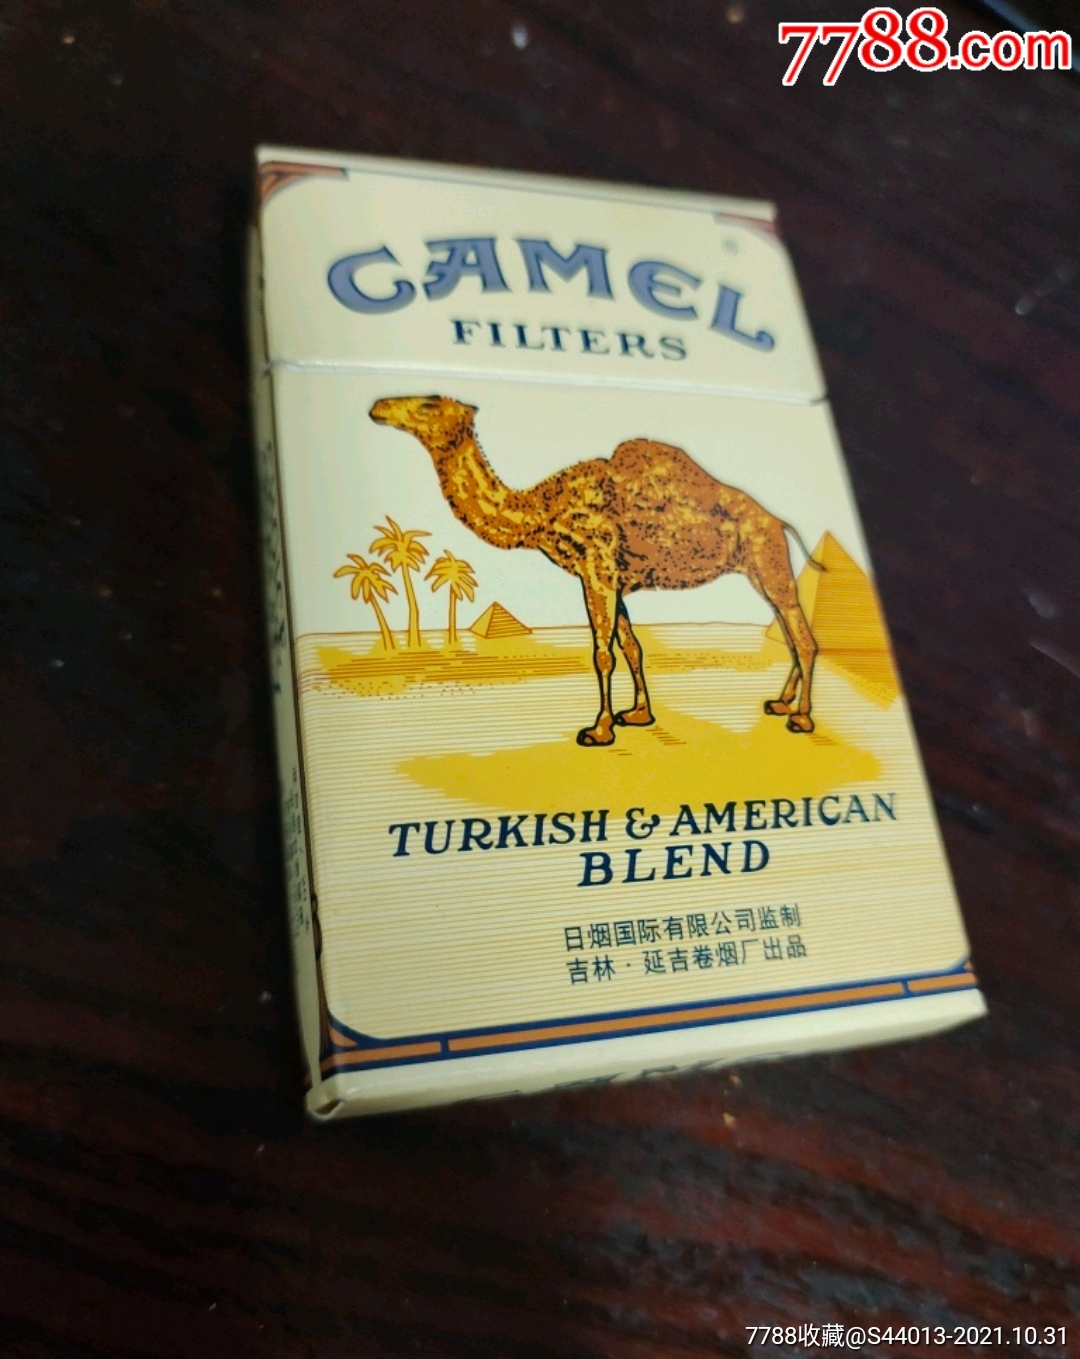 7788.com
CAMEL
®
FILTERS
TURKISH & AMERICAN
BLEND
日烟国际有限公司监制
吉林·延吉卷烟厂出品
7788收藏@S44013-2021.10.31